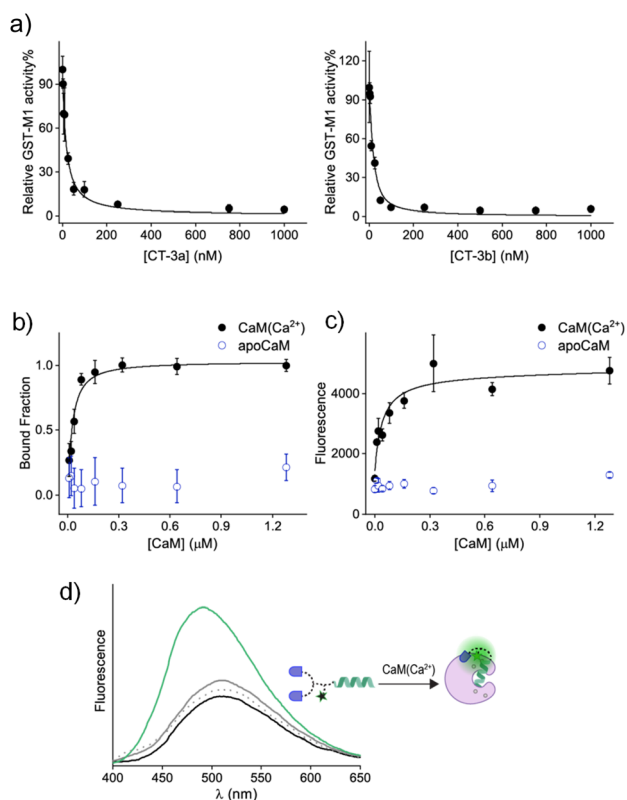 a)
Relative GST-M1 activity%
120
90
60
30
0
0 200 400 600 800 1000
[CT-3a] (nM)
Relative GST-M1 activity%
120
90
60
30
0
0 200 400 600 800 1000
[CT-3b] (nM)
b)
CaM(Ca²⁺)
apoCaM
Bound Fraction
1.0
0.5
0.0
0.0 0.3 0.6 0.9 1.2
[CaM] (μM)
c)
CaM(Ca²⁺)
apoCaM
Fluorescence
4000
2000
0
0.0 0.3 0.6 0.9 1.2
[CaM] (μM)
d)
Fluorescence
400 450 500 550 600 650
λ (nm)
CaM(Ca²⁺)